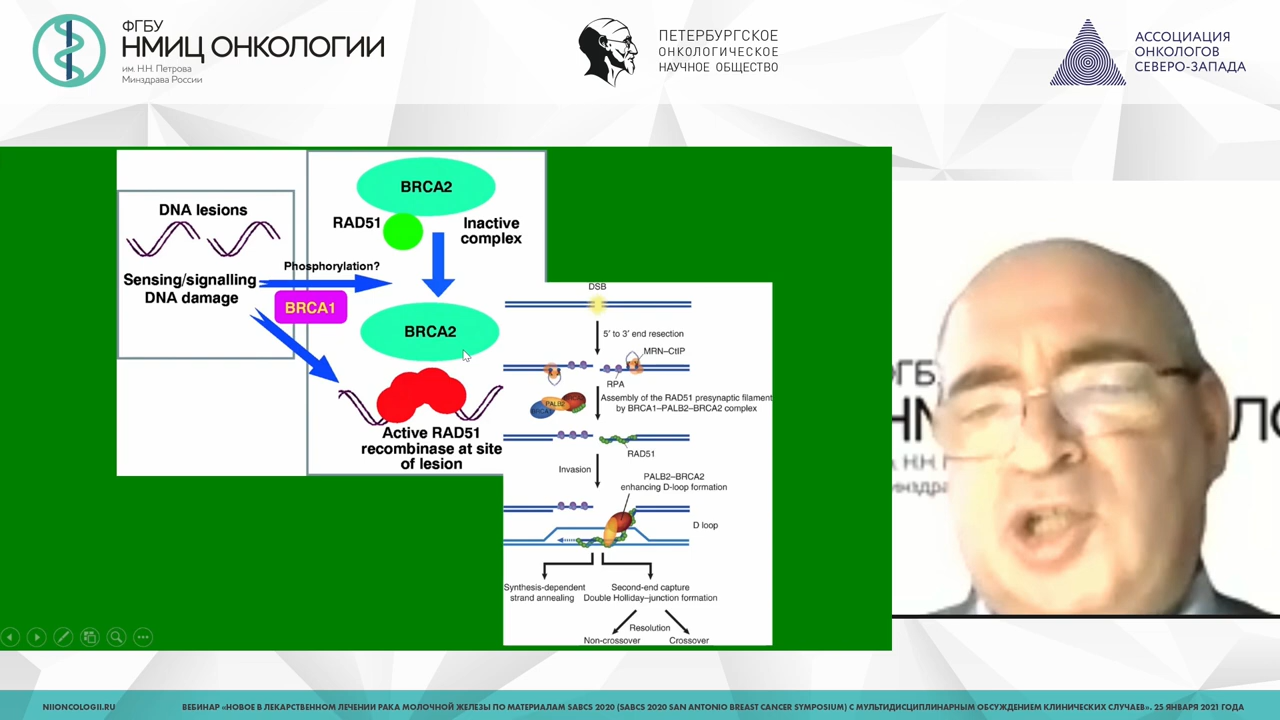 ФГБУ
НМИЦ ОНКОЛОГИИ
им. Н.Н. Петрова
Минздрава России
ПЕТЕРБУРГСКОЕ
ОНКОЛОГИЧЕСКОЕ
НАУЧНОЕ ОБЩЕСТВО
АССОЦИАЦИЯ
ОНКОЛОГОВ
СЕВЕРО-ЗАПАДА
DNA lesions
Sensing/signalling
DNA damage
Phosphorylation?
BRCA1
BRCA2
RAD51
Inactive
complex
BRCA2
Active RAD51
recombinase at site
of lesion
DSB
5′ to 3′ end resection
MRN–CtIP
RPA
Assembly of the RAD51 presynaptic filament
by BRCA1–PALB2–BRCA2 complex
BRCA1
PALB2
RAD51
Invasion
PALB2–BRCA2
enhancing D-loop formation
D loop
Synthesis-dependent
strand annealing
Second-end capture
Double Holliday–junction formation
Resolution
Non-crossover
Crossover
NIIONCOLOGII.RU
ВЕБИНАР «НОВОЕ В ЛЕКАРСТВЕННОМ ЛЕЧЕНИИ РАКА МОЛОЧНОЙ ЖЕЛЕЗЫ ПО МАТЕРИАЛАМ SABCS 2020 (SABCS 2020 SAN ANTONIO BREAST CANCER SYMPOSIUM) С МУЛЬТИДИСЦИПЛИНАРНЫМ ОБСУЖДЕНИЕМ КЛИНИЧЕСКИХ СЛУЧАЕВ». 25 ЯНВАРЯ 2021 ГОДА